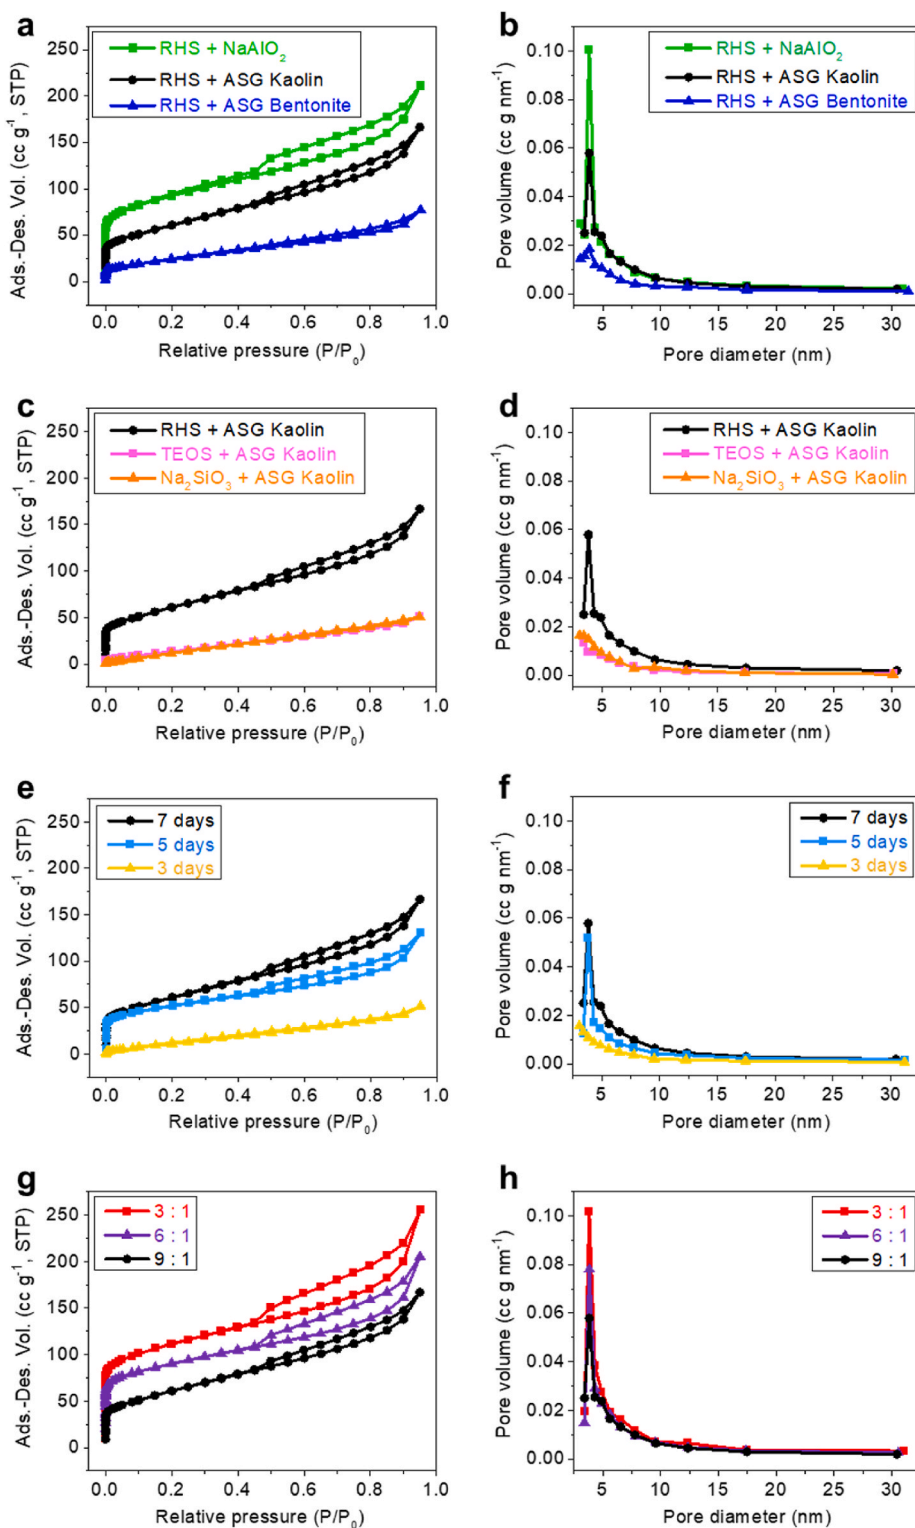 a
RHS + NaAlO₂
RHS + ASG Kaolin
RHS + ASG Bentonite
250
200
150
100
50
0
0.0 0.2 0.4 0.6 0.8 1.0
Relative pressure (P/P₀)
Ads.-Des. Vol. (cc g⁻¹, STP)
b
RHS + NaAlO₂
RHS + ASG Kaolin
RHS + ASG Bentonite
0.10
0.08
0.06
0.04
0.02
0.00
5 10 15 20 25 30
Pore diameter (nm)
Pore volume (cc g nm⁻¹)
c
RHS + ASG Kaolin
TEOS + ASG Kaolin
Na₂SiO₃ + ASG Kaolin
250
200
150
100
50
0
0.0 0.2 0.4 0.6 0.8 1.0
Relative pressure (P/P₀)
Ads.-Des. Vol. (cc g⁻¹, STP)
d
RHS + ASG Kaolin
TEOS + ASG Kaolin
Na₂SiO₃ + ASG Kaolin
0.10
0.08
0.06
0.04
0.02
0.00
5 10 15 20 25 30
Pore diameter (nm)
Pore volume (cc g nm⁻¹)
e
7 days
5 days
3 days
250
200
150
100
50
0
0.0 0.2 0.4 0.6 0.8 1.0
Relative pressure (P/P₀)
Ads.-Des. Vol. (cc g⁻¹, STP)
f
7 days
5 days
3 days
0.10
0.08
0.06
0.04
0.02
0.00
5 10 15 20 25 30
Pore diameter (nm)
Pore volume (cc g nm⁻¹)
g
3 : 1
6 : 1
9 : 1
250
200
150
100
50
0
0.0 0.2 0.4 0.6 0.8 1.0
Relative pressure (P/P₀)
Ads.-Des. Vol. (cc g⁻¹, STP)
h
3 : 1
6 : 1
9 : 1
0.10
0.08
0.06
0.04
0.02
0.00
5 10 15 20 25 30
Pore diameter (nm)
Pore volume (cc g nm⁻¹)